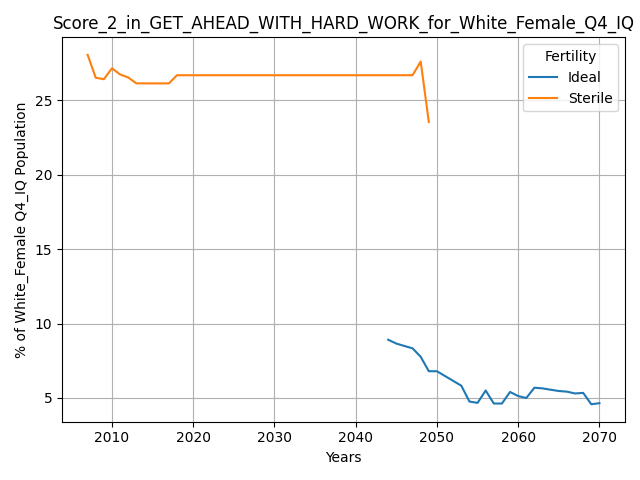 Score_2_in_GET_AHEAD_WITH_HARD_WORK_for_White_Female_Q4_IQ
Fertility
Ideal
Sterile
% of White_Female Q4_IQ Population
25
20
15
10
5
2010 2020 2030 2040 2050 2060 2070
Years